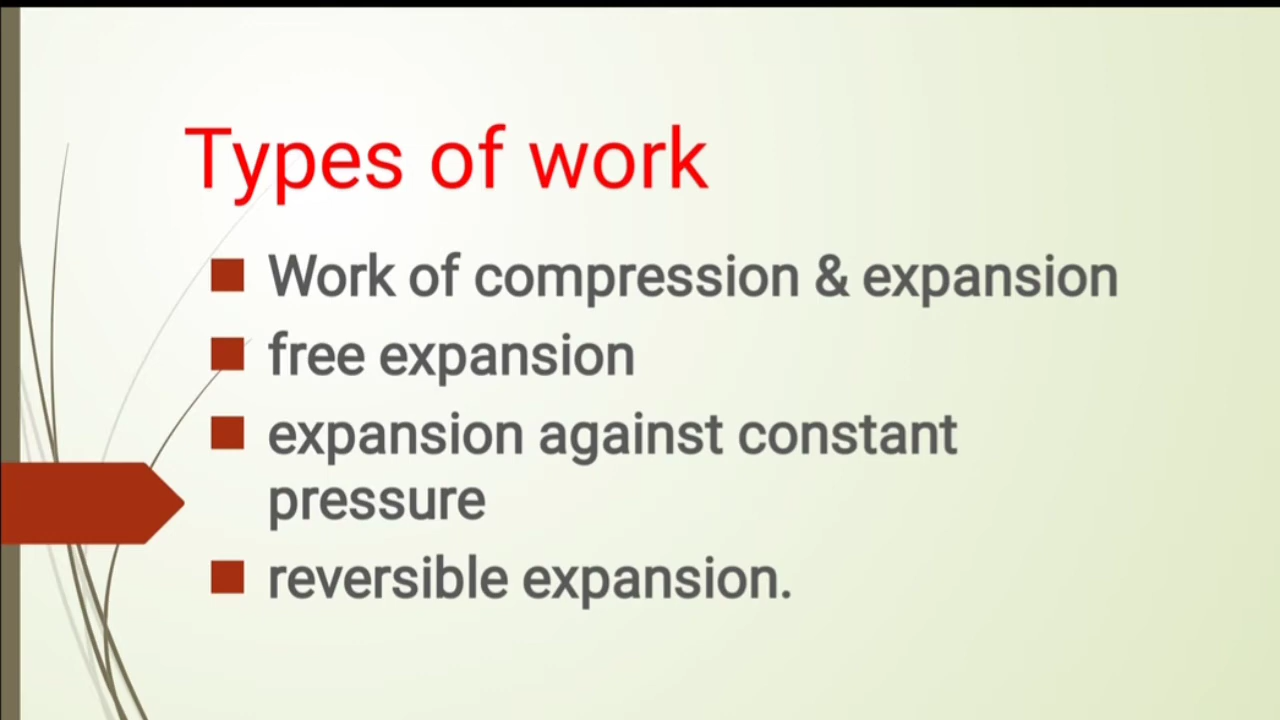 Types of work
Work of compression & expansion
free expansion
expansion against constant
pressure
reversible expansion.